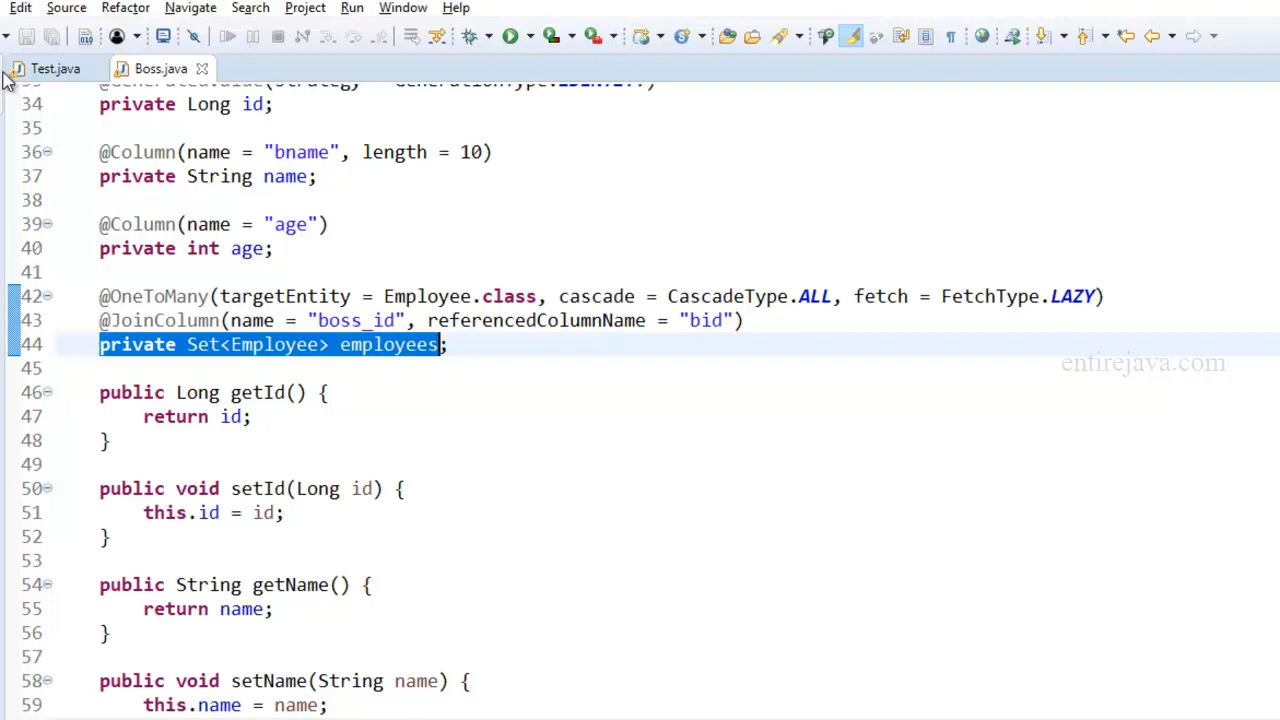 Edit Source Refactor Navigate Search Project Run Window Help
Test.java Boss.java
34 private Long id;
35
36 @Column(name = "bname", length = 10)
37 private String name;
38
39 @Column(name = "age")
40 private int age;
41
42 @OneToMany(targetEntity = Employee.class, cascade = CascadeType.ALL, fetch = FetchType.LAZY)
43 @JoinColumn(name = "boss_id", referencedColumnName = "bid")
44 private Set<Employee> employees;
45
entirejava.com
46 public Long getId() {
47 return id;
48 }
49
50 public void setId(Long id) {
51 this.id = id;
52 }
53
54 public String getName() {
55 return name;
56 }
57
58 public void setName(String name) {
59 this.name = name;